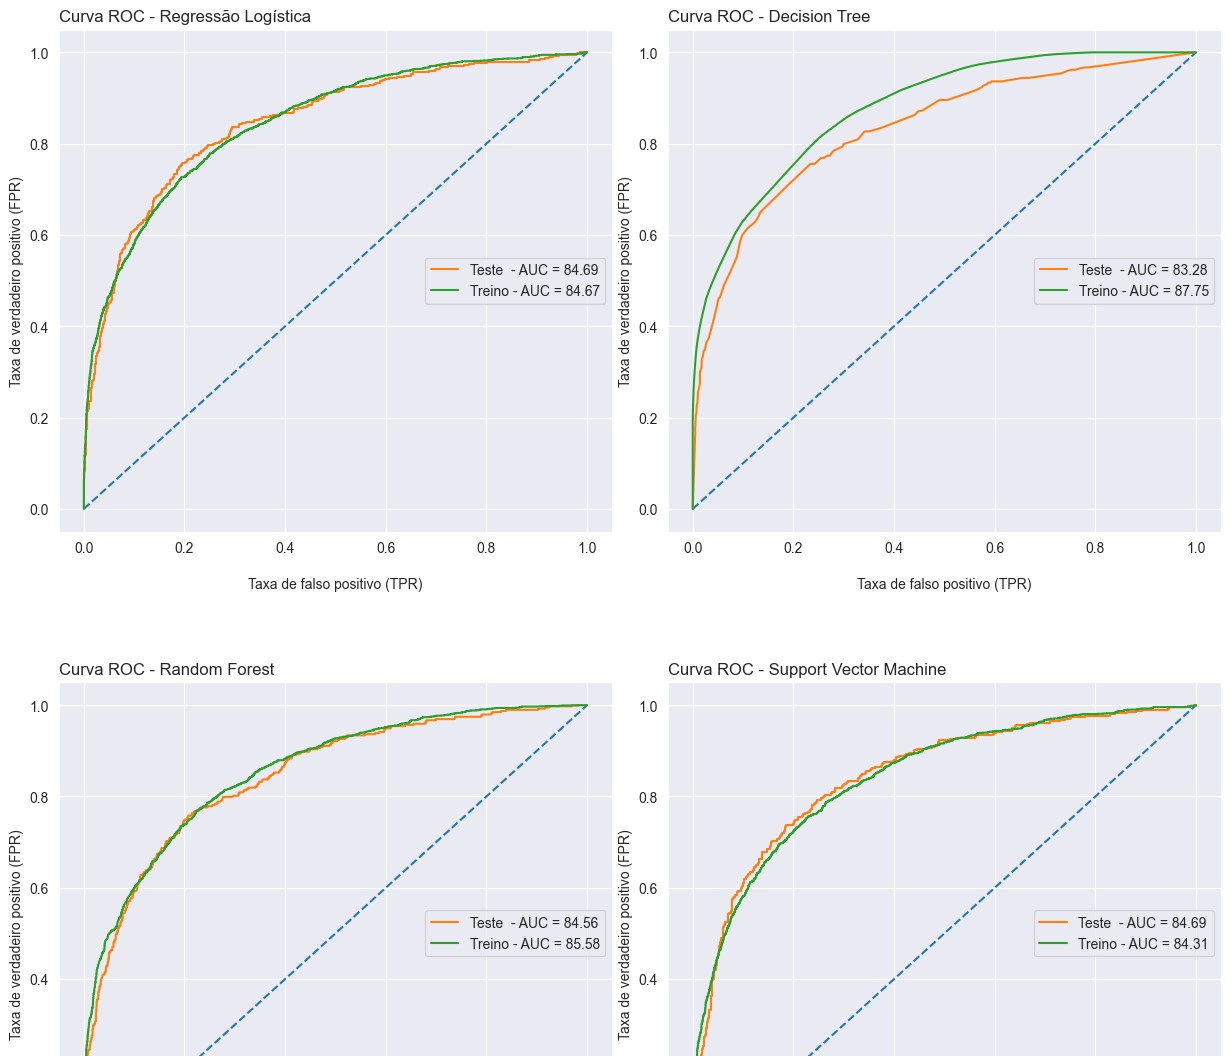 Curva ROC - Regressão Logística
1.0
0.8
0.6
0.4
0.2
0.0
Taxa de verdadeiro positivo (FPR)
Teste - AUC = 84.69
Treino - AUC = 84.67
0.0 0.2 0.4 0.6 0.8 1.0
Taxa de falso positivo (TPR)
Curva ROC - Decision Tree
1.0
0.8
0.6
0.4
0.2
0.0
Taxa de verdadeiro positivo (FPR)
Teste - AUC = 83.28
Treino - AUC = 87.75
0.0 0.2 0.4 0.6 0.8 1.0
Taxa de falso positivo (TPR)
Curva ROC - Random Forest
1.0
0.8
0.6
0.4
Taxa de verdadeiro positivo (FPR)
Teste - AUC = 84.56
Treino - AUC = 85.58
Curva ROC - Support Vector Machine
1.0
0.8
0.6
0.4
Taxa de verdadeiro positivo (FPR)
Teste - AUC = 84.69
Treino - AUC = 84.31